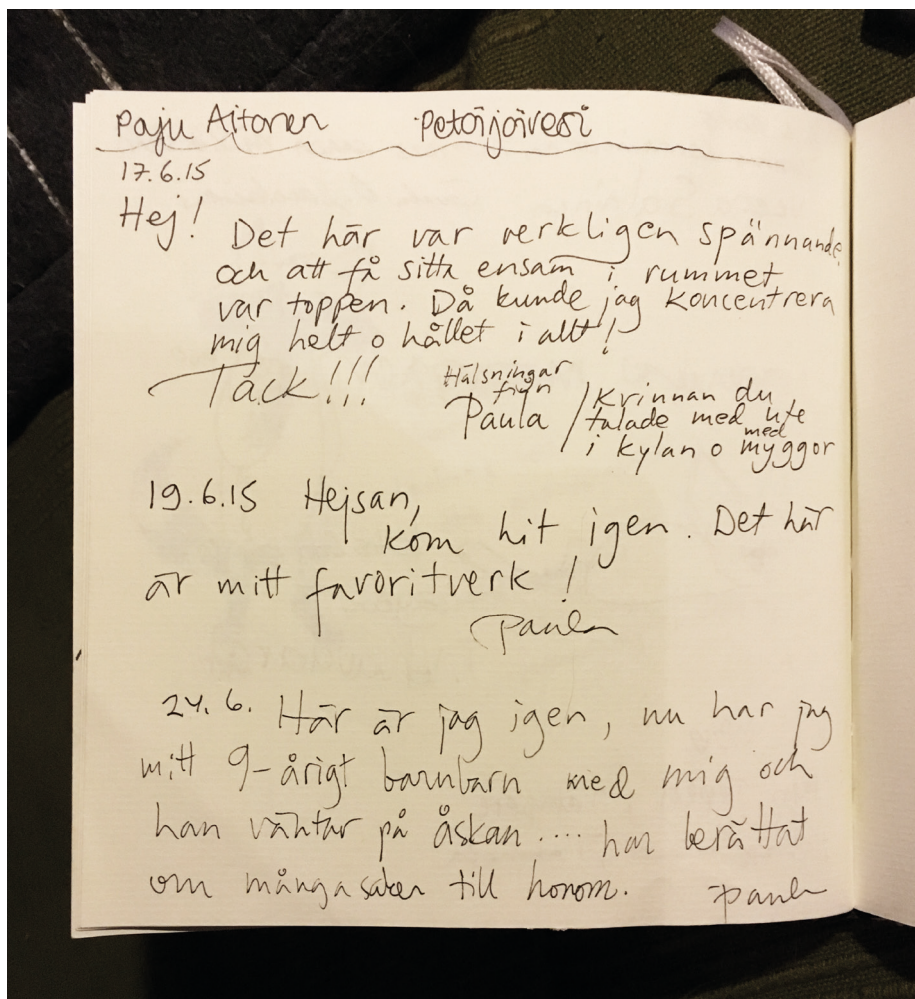 Paju Aitonen Petäjävesi
17.6.15
Hej!
Det här var verkligen spännande
och att få sitta ensam i rummet
var toppen. Då kunde jag koncentrera
mig helt o hållet i allt!
Tack!!!
Hälsningar
från
Paula / Kvinnan du
talade med ute
i kylan o med myggor
19.6.15 Hejsan,
kom hit igen. Det här
är mitt favoritverk!
Paula
24.6. Här är jag igen, nu har jag
mitt 9-årigt barnbarn med mig och
han väntar på åskan.... har berättat
om många saker till honom. Paula